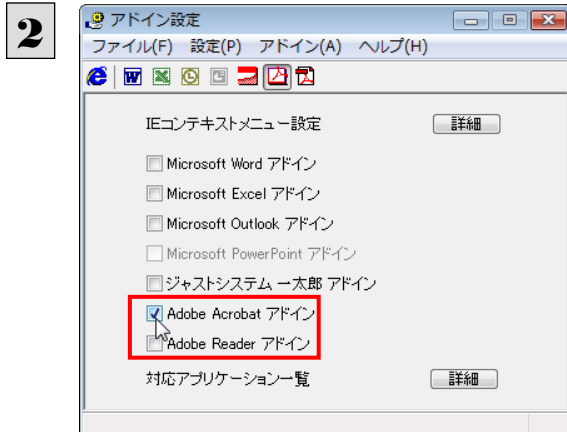 2
アドイン設定
ファイル(F) 設定(P) アドイン(A) ヘルプ(H)
IEコンテキストメニュー設定 詳細
Microsoft Word アドイン
Microsoft Excel アドイン
Microsoft Outlook アドイン
Microsoft PowerPoint アドイン
ジャストシステム 一太郎 アドイン
Adobe Acrobat アドイン
Adobe Reader アドイン
対応アプリケーション一覧 詳細